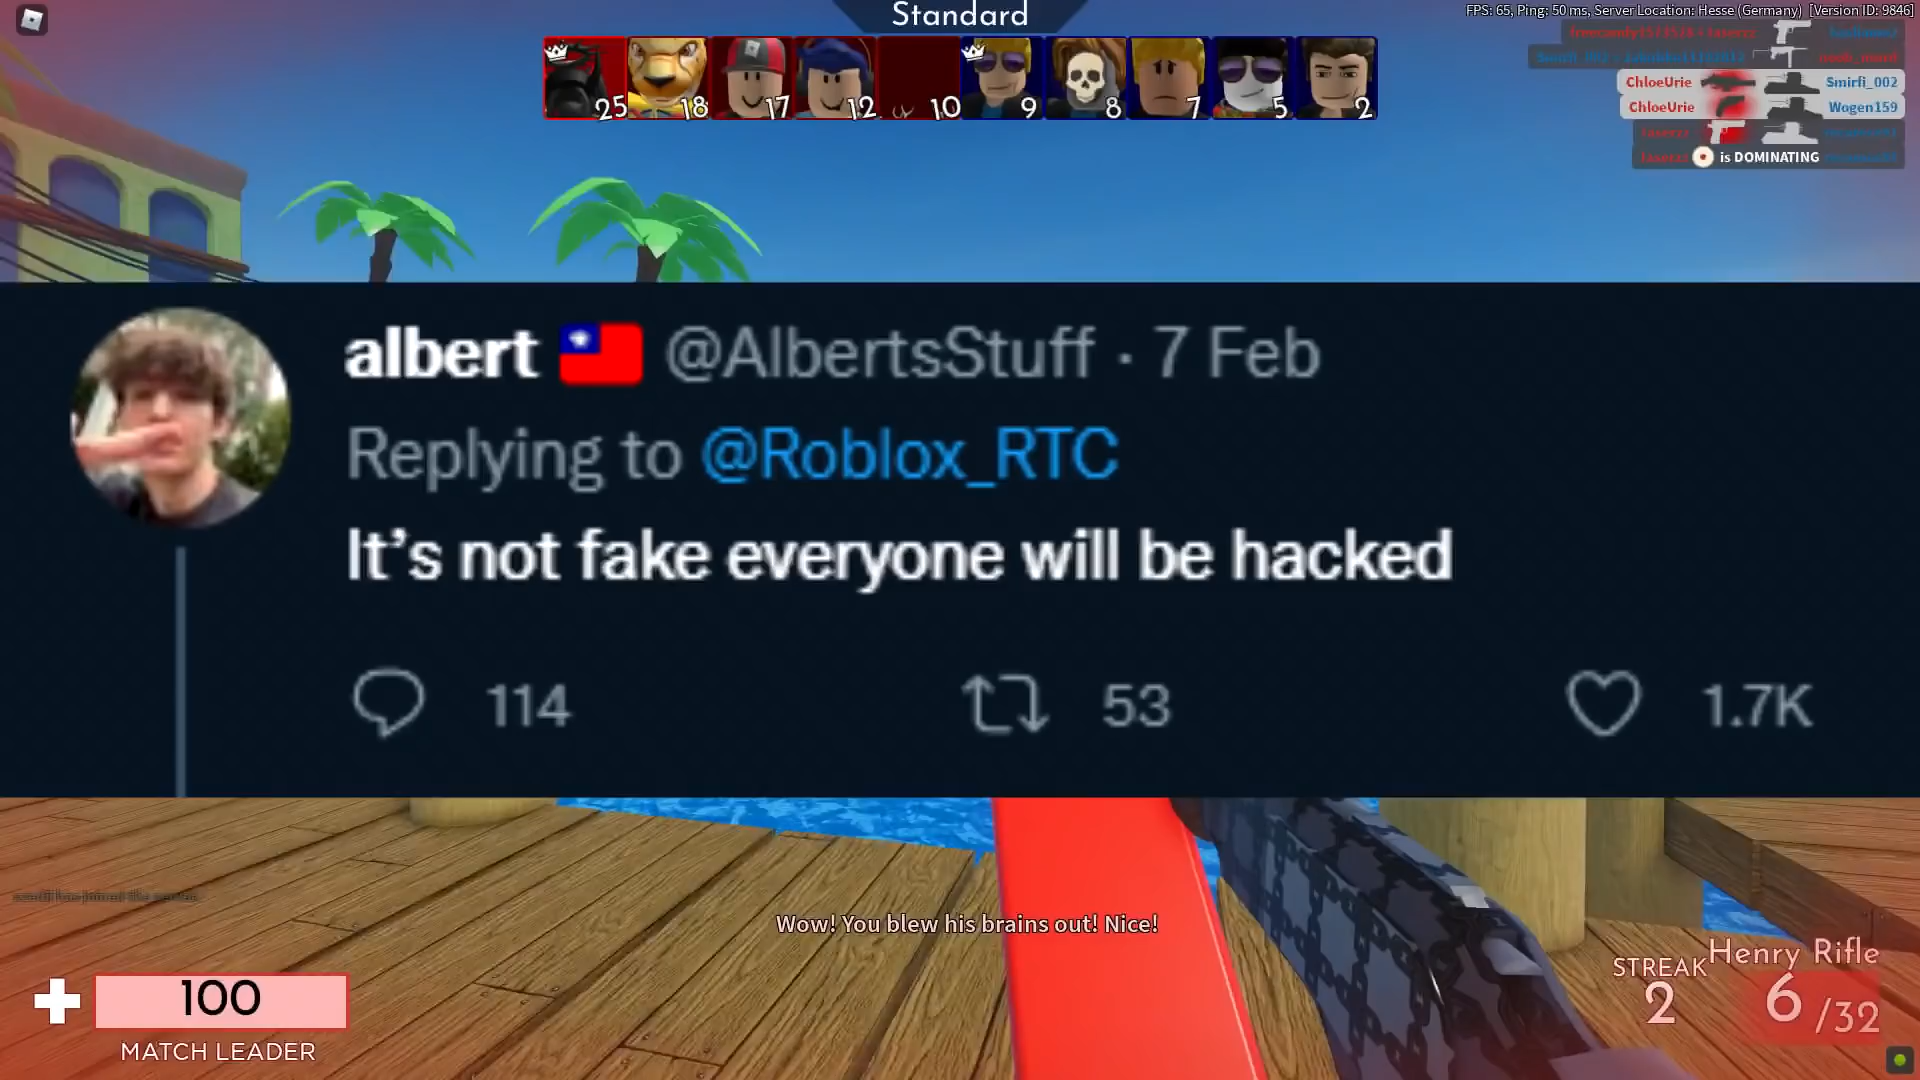 Standard
FPS: 65, Ping: 50 ms, Server Location: Hesse (Germany) [Version ID: 9846]
25 18 17 12 10 9 8 7 5 2
ChloeUrie Smirfi_002
ChloeUrie Wogen159
is DOMINATING
albert @AlbertsStuff · 7 Feb
Replying to @Roblox_RTC
It's not fake everyone will be hacked
114 53 1.7K
Wow! You blew his brains out! Nice!
100
MATCH LEADER
Henry Rifle
STREAK
2 6 /32